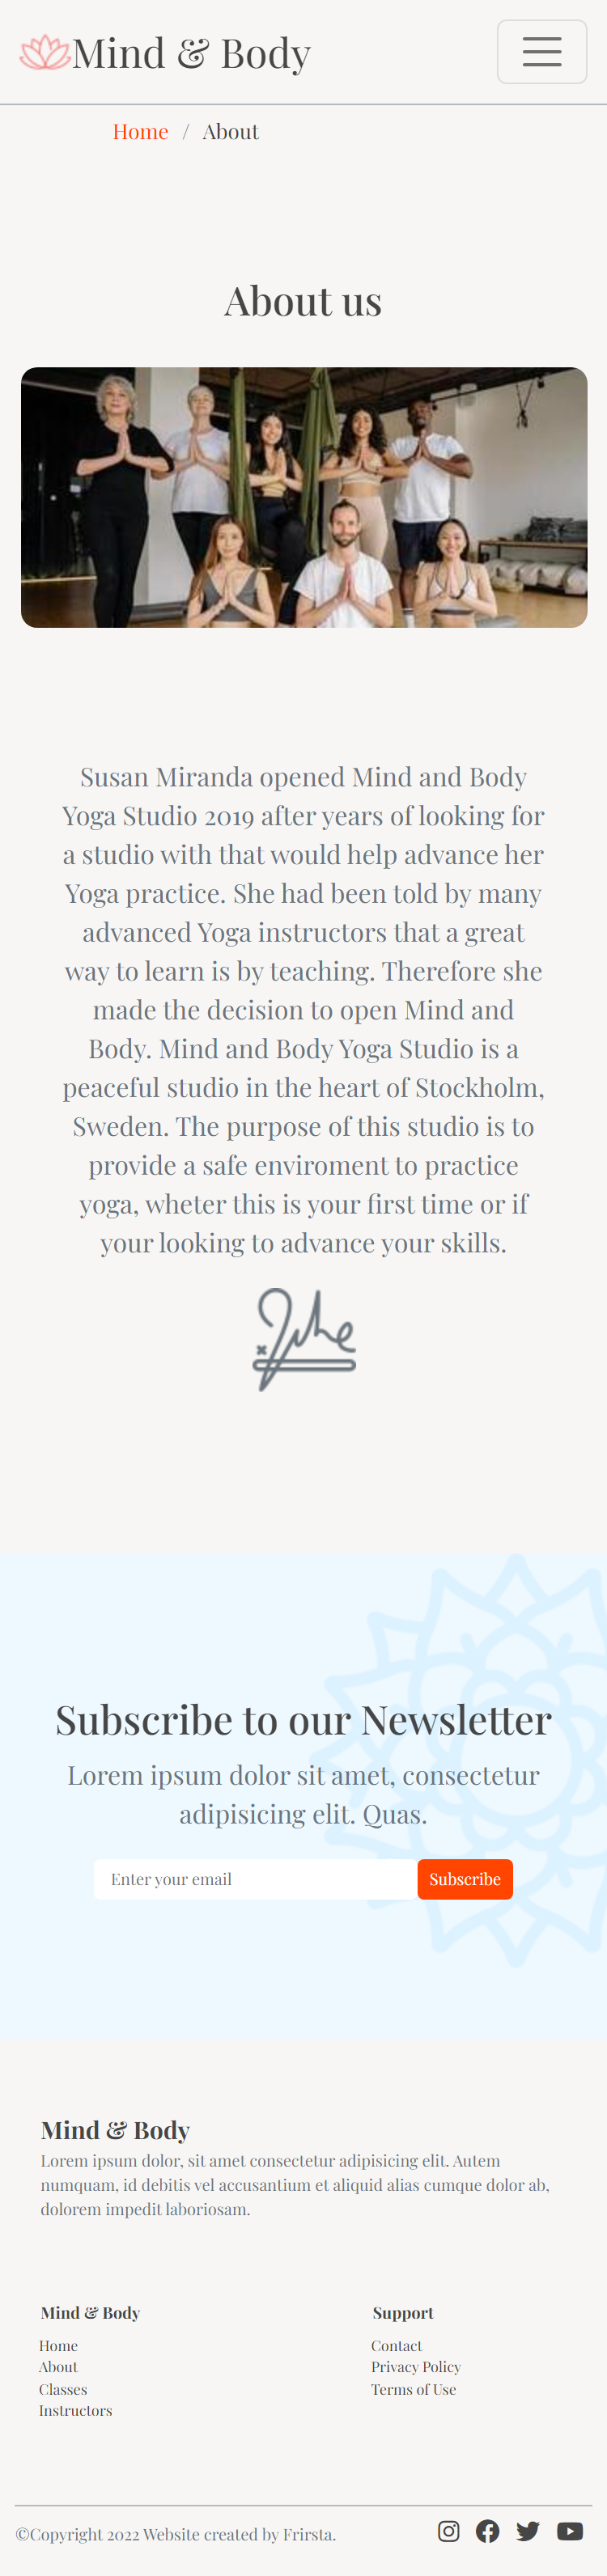 Mind & Body
Home / About
About us
Susan Miranda opened Mind and Body
Yoga Studio 2019 after years of looking for
a studio with that would help advance her
Yoga practice. She had been told by many
advanced Yoga instructors that a great
way to learn is by teaching. Therefore she
made the decision to open Mind and
Body. Mind and Body Yoga Studio is a
peaceful studio in the heart of Stockholm,
Sweden. The purpose of this studio is to
provide a safe enviroment to practice
yoga, wheter this is your first time or if
your looking to advance your skills.
Subscribe to our Newsletter
Lorem ipsum dolor sit amet, consectetur
adipisicing elit. Quas.
Enter your email Subscribe
Mind & Body
Lorem ipsum dolor, sit amet consectetur adipisicing elit. Autem
numquam, id debitis vel accusantium et aliquid alias cumque dolor ab,
dolorem impedit laboriosam.
Mind & Body
Home
About
Classes
Instructors
Support
Contact
Privacy Policy
Terms of Use
©Copyright 2022 Website created by Frirsta.